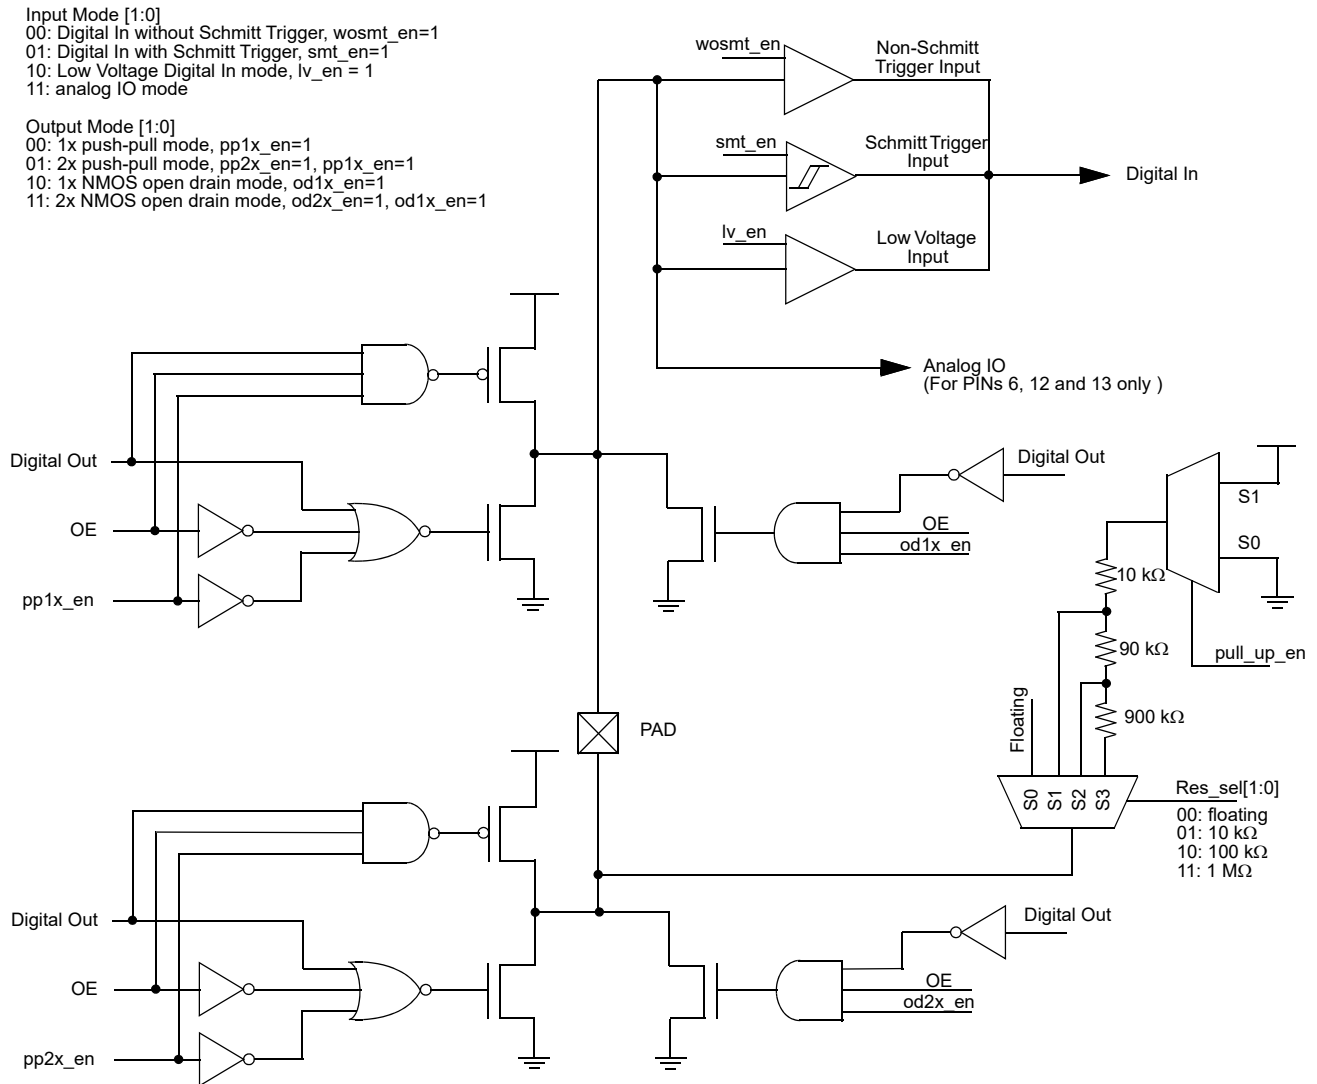 Input Mode [1:0]
00: Digital In without Schmitt Trigger, wosmt_en=1
01: Digital In with Schmitt Trigger, smt_en=1
10: Low Voltage Digital In mode, lv_en = 1
11: analog IO mode
Output Mode [1:0]
00: 1x push-pull mode, pp1x_en=1
01: 2x push-pull mode, pp2x_en=1, pp1x_en=1
10: 1x NMOS open drain mode, od1x_en=1
11: 2x NMOS open drain mode, od2x_en=1, od1x_en=1
wosmt_en
Non-Schmitt
Trigger Input
smt_en
Schmitt Trigger
Input
Digital In
lv_en
Low Voltage
Input
Analog IO
(For PINs 6, 12 and 13 only )
Digital Out
OE
pp1x_en
Digital Out
OE
od1x_en
S1
S0
10 kΩ
90 kΩ
900 kΩ
pull_up_en
Floating
PAD
S0
S1
S2
S3
Res_sel[1:0]
00: floating
01: 10 kΩ
10: 100 kΩ
11: 1 MΩ
Digital Out
OE
pp2x_en
Digital Out
OE
od2x_en